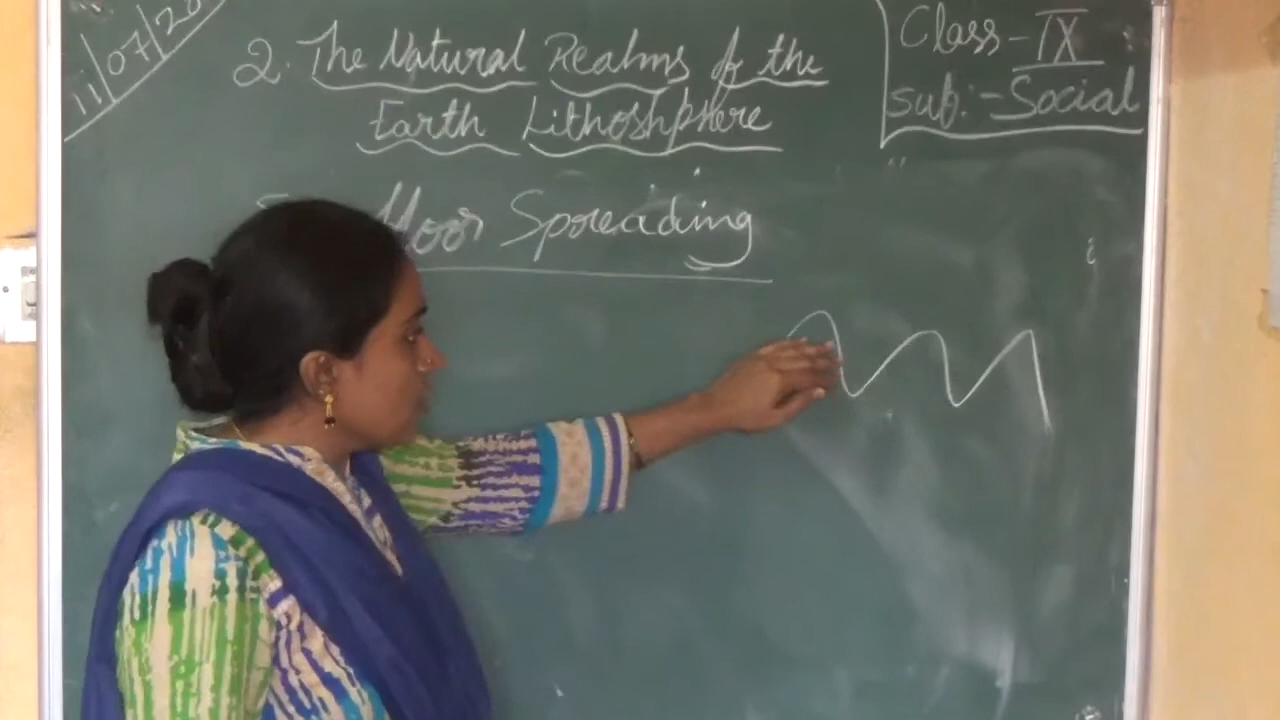 11/07/20
2. The Natural Realms of the
Earth Lithoshphere
Class - IX
Sub:- Social
floor Spreading